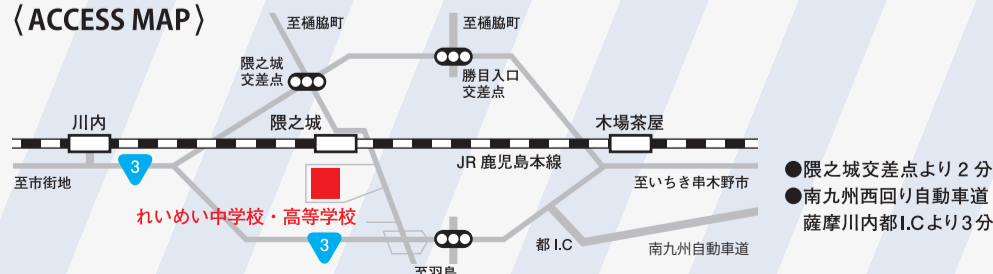 〈ACCESS MAP〉
至樋脇町
至樋脇町
隈之城
交差点
勝目入口
交差点
川内
隈之城
木場茶屋
3
JR 鹿児島本線
至市街地
至いちき串木野市
●隈之城交差点より2分
●南九州西回り自動車道
薩摩川内都I.Cより3分
れいめい中学校・高等学校
3
都 I.C
南九州自動車道
至羽島